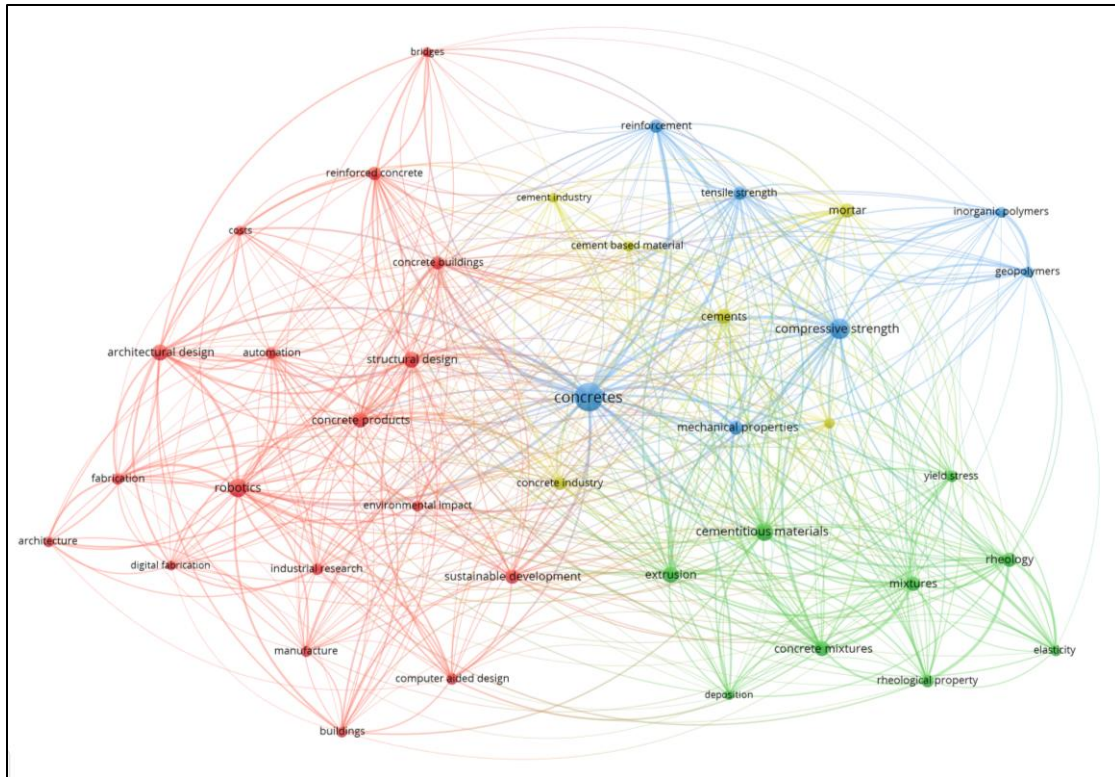 bridges
reinforcement
reinforced concrete
tensile strength
cement industry
mortar
inorganic polymers
costs
cement based material
concrete buildings
geopolymers
cements
compressive strength
architectural design
automation
structural design
concretes
concrete products
mechanical properties
fabrication
robotics
concrete industry
yield stress
environmental impact
cementitious materials
architecture
digital fabrication
industrial research
sustainable development
extrusion
rheology
mixtures
manufacture
concrete mixtures
elasticity
computer aided design
rheological property
deposition
buildings